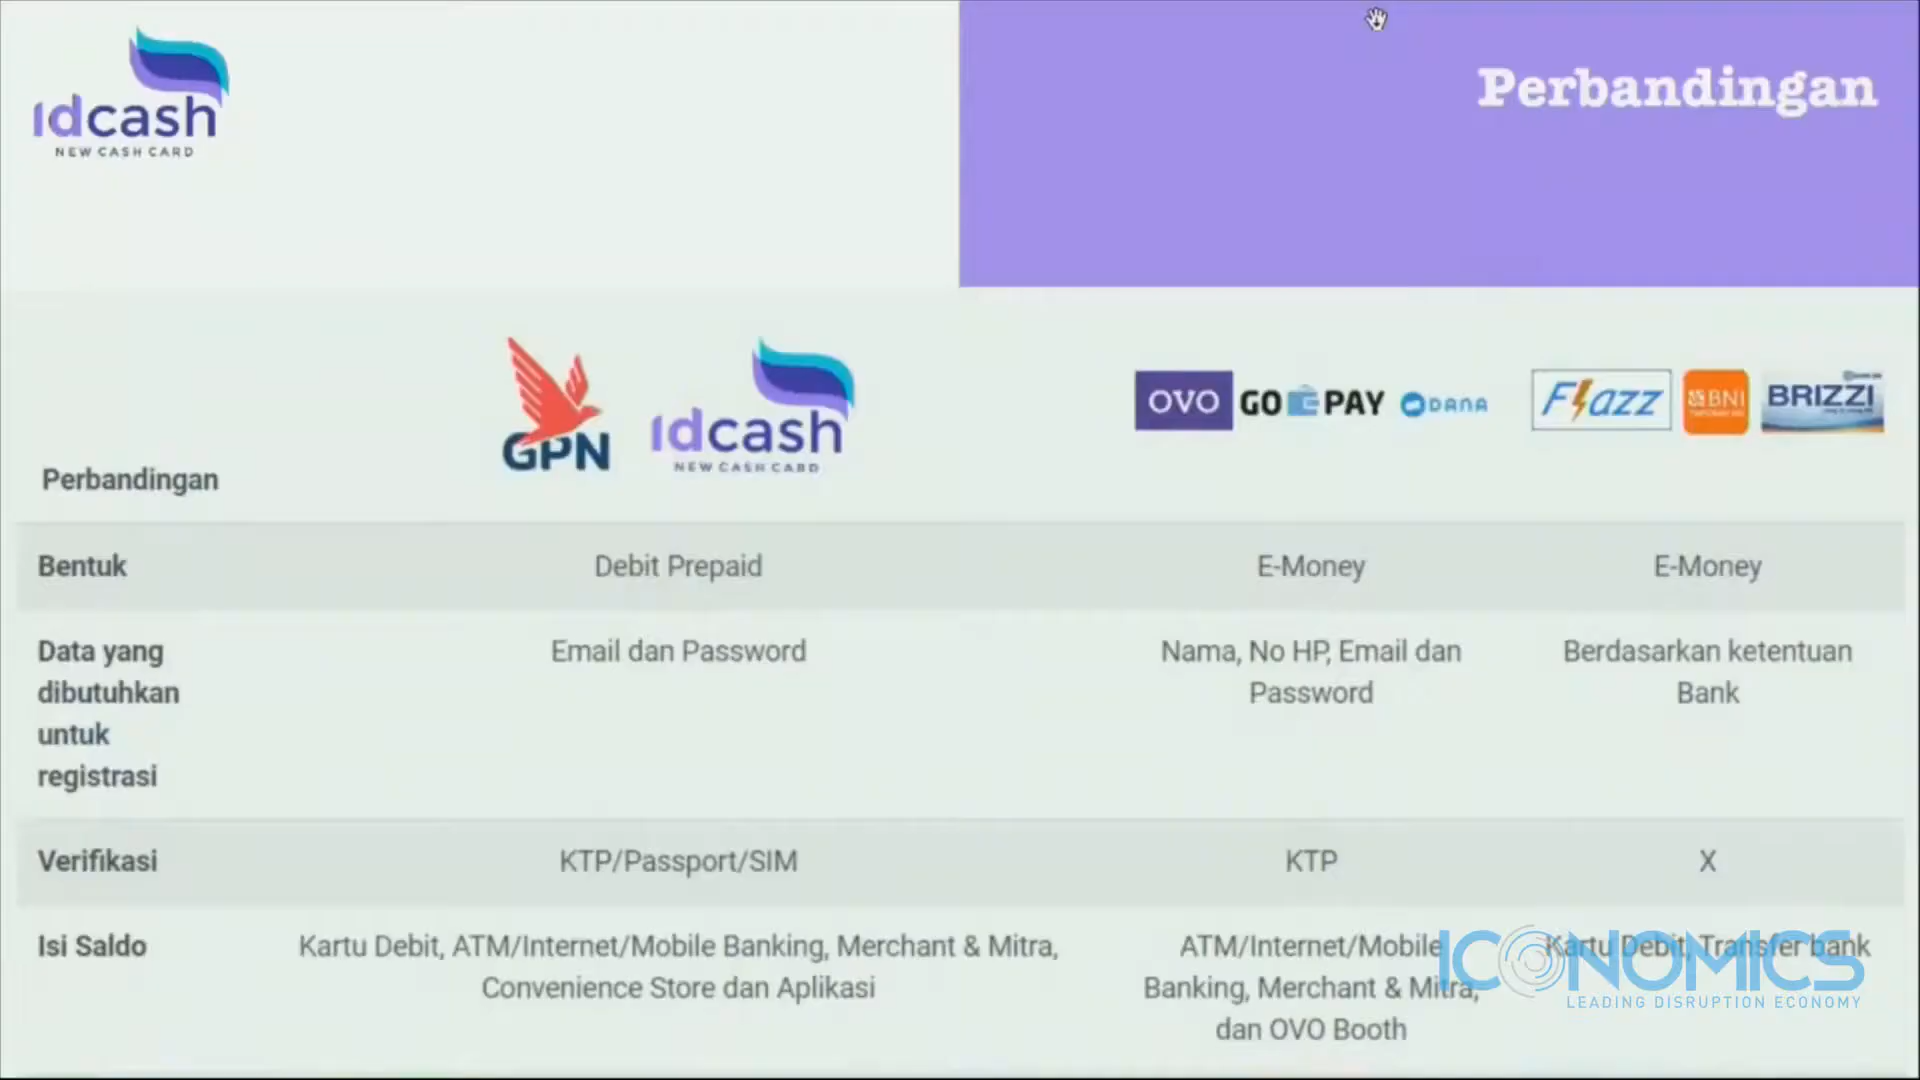 idcash
NEW CASH CARD
Perbandingan
GPN
idcash
NEW CASH CARD
OVO
GO PAY
DANA
Flazz
BNI
BRIZZI
Perbandingan
Bentuk
Debit Prepaid
E-Money
E-Money
Data yang
dibutuhkan
untuk
registrasi
Email dan Password
Nama, No HP, Email dan
Password
Berdasarkan ketentuan
Bank
Verifikasi
KTP/Passport/SIM
KTP
X
Isi Saldo
Kartu Debit, ATM/Internet/Mobile Banking, Merchant & Mitra,
Convenience Store dan Aplikasi
ATM/Internet/Mobile
Banking, Merchant & Mitra,
dan OVO Booth
Kartu Debit, Transfer bank
ICONOMICS
LEADING DISRUPTION ECONOMY